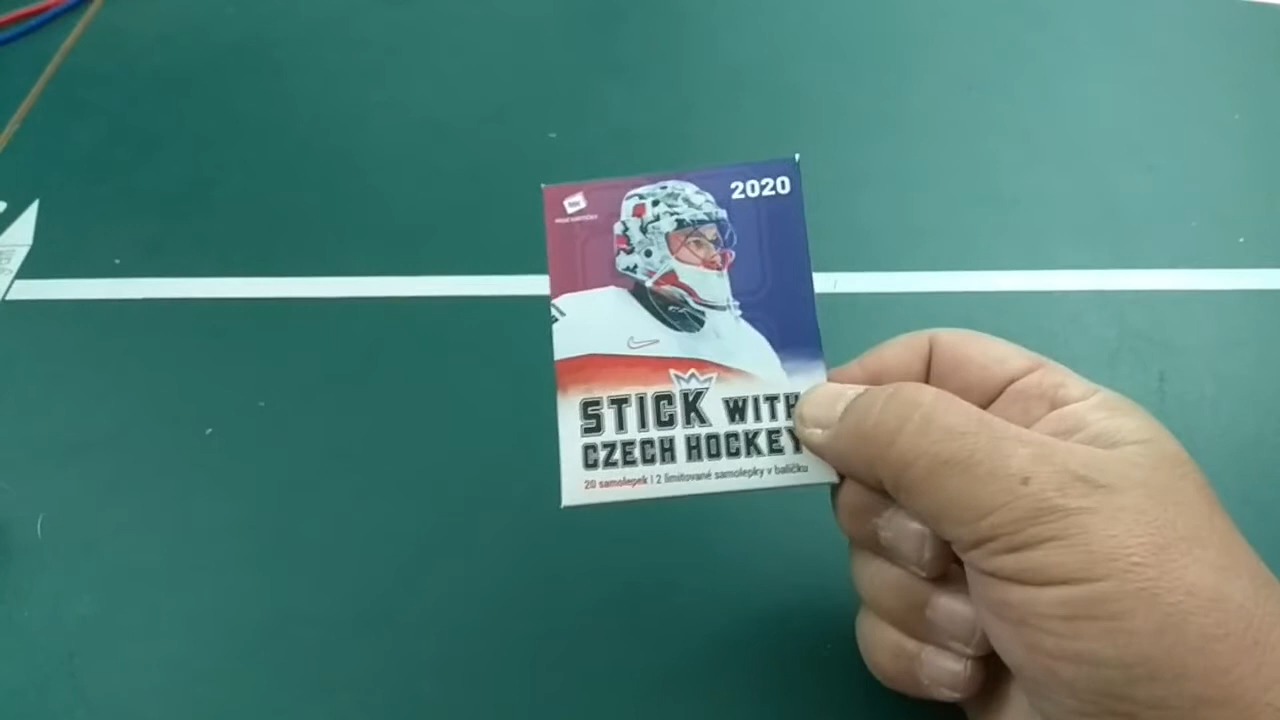 2020
STICK WITH
CZECH HOCKEY
20 samolepek | 2 limitované samolepky v balíčku